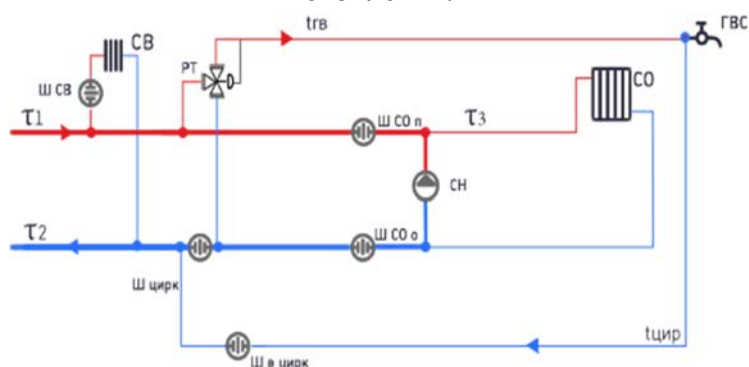 tгв
ГВС
СВ
РТ
СО
Ш СВ
τ1
Ш СО п
τ3
СН
τ2
Ш СО о
Ш цирк
tцир
Ш в цирк